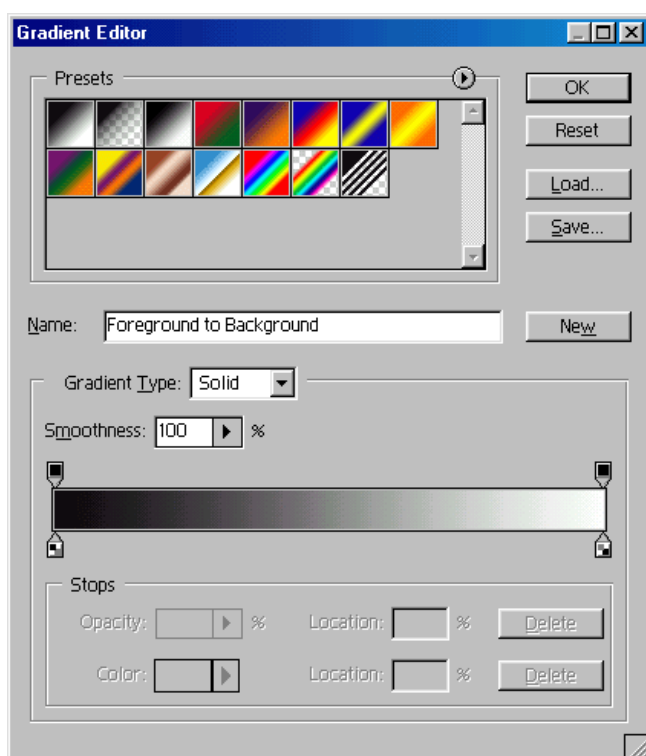 Gradient Editor
Presets
OK
Reset
Load...
Save...
Name: Foreground to Background
New
Gradient Type: Solid
Smoothness: 100 %
Stops
Opacity: % Location: % Delete
Color: Location: % Delete